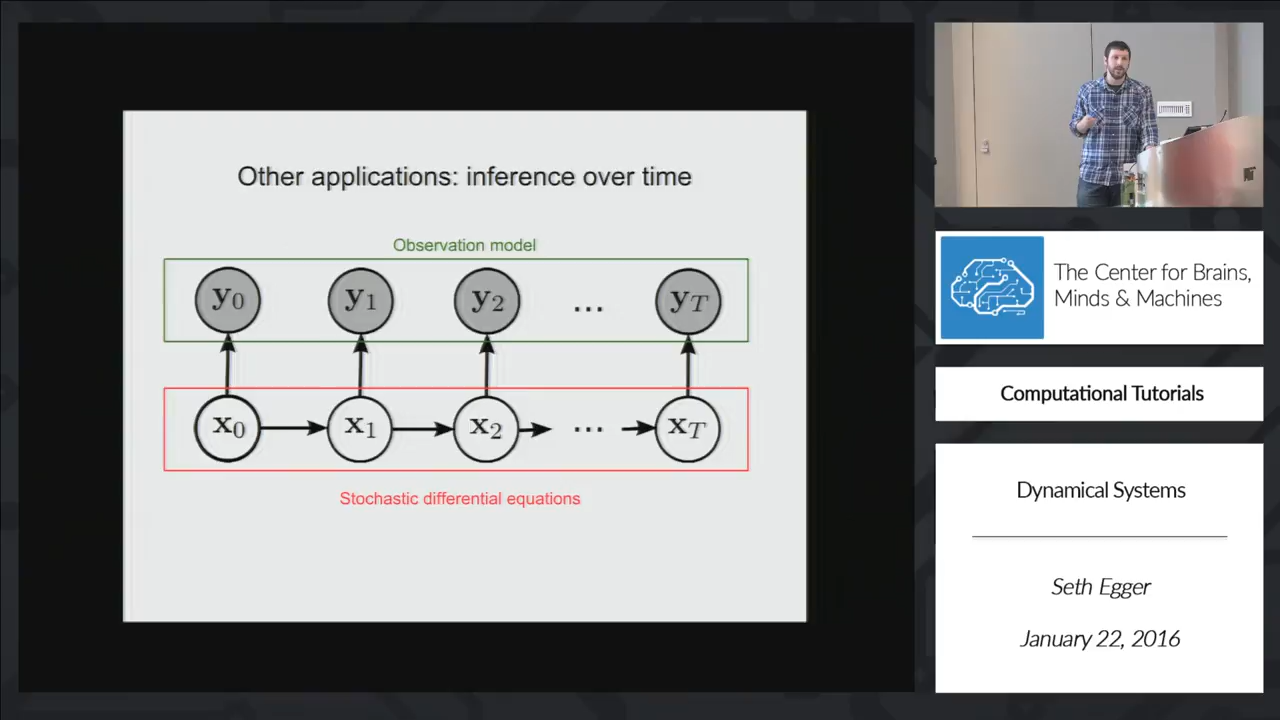 Other applications: inference over time
Observation model
y0 y1 y2 ... yT
x0 x1 x2 ... xT
Stochastic differential equations
The Center for Brains,
Minds & Machines
Computational Tutorials
Dynamical Systems
Seth Egger
January 22, 2016